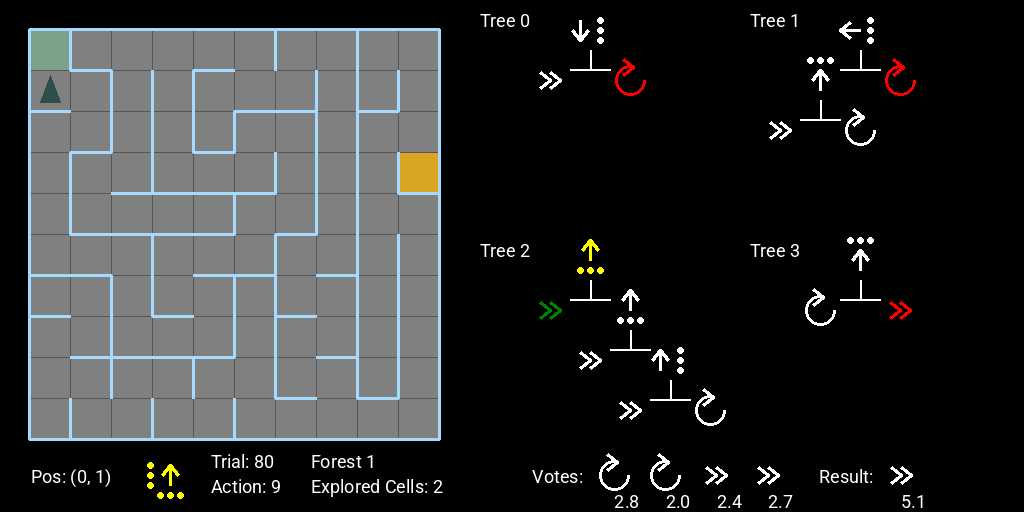 Tree 0
Tree 1
Tree 2
Tree 3
Pos: (0, 1)
Trial: 80
Forest 1
Action: 9
Explored Cells: 2
Votes:
2.8
2.0
2.4
2.7
Result:
5.1